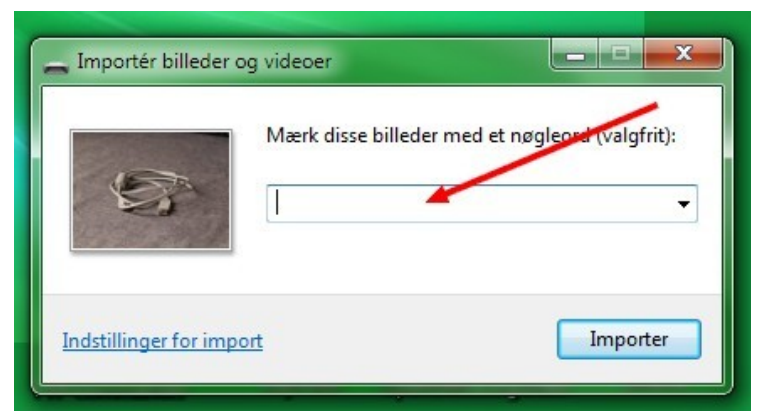 Importér billeder og videoer
Mærk disse billeder med et nøgleord (valgfrit):
Indstillinger for import
Importer